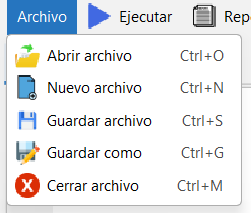 Archivo Ejecutar Rep
Abrir archivo Ctrl+O
Nuevo archivo Ctrl+N
Guardar archivo Ctrl+S
Guardar como Ctrl+G
Cerrar archivo Ctrl+M